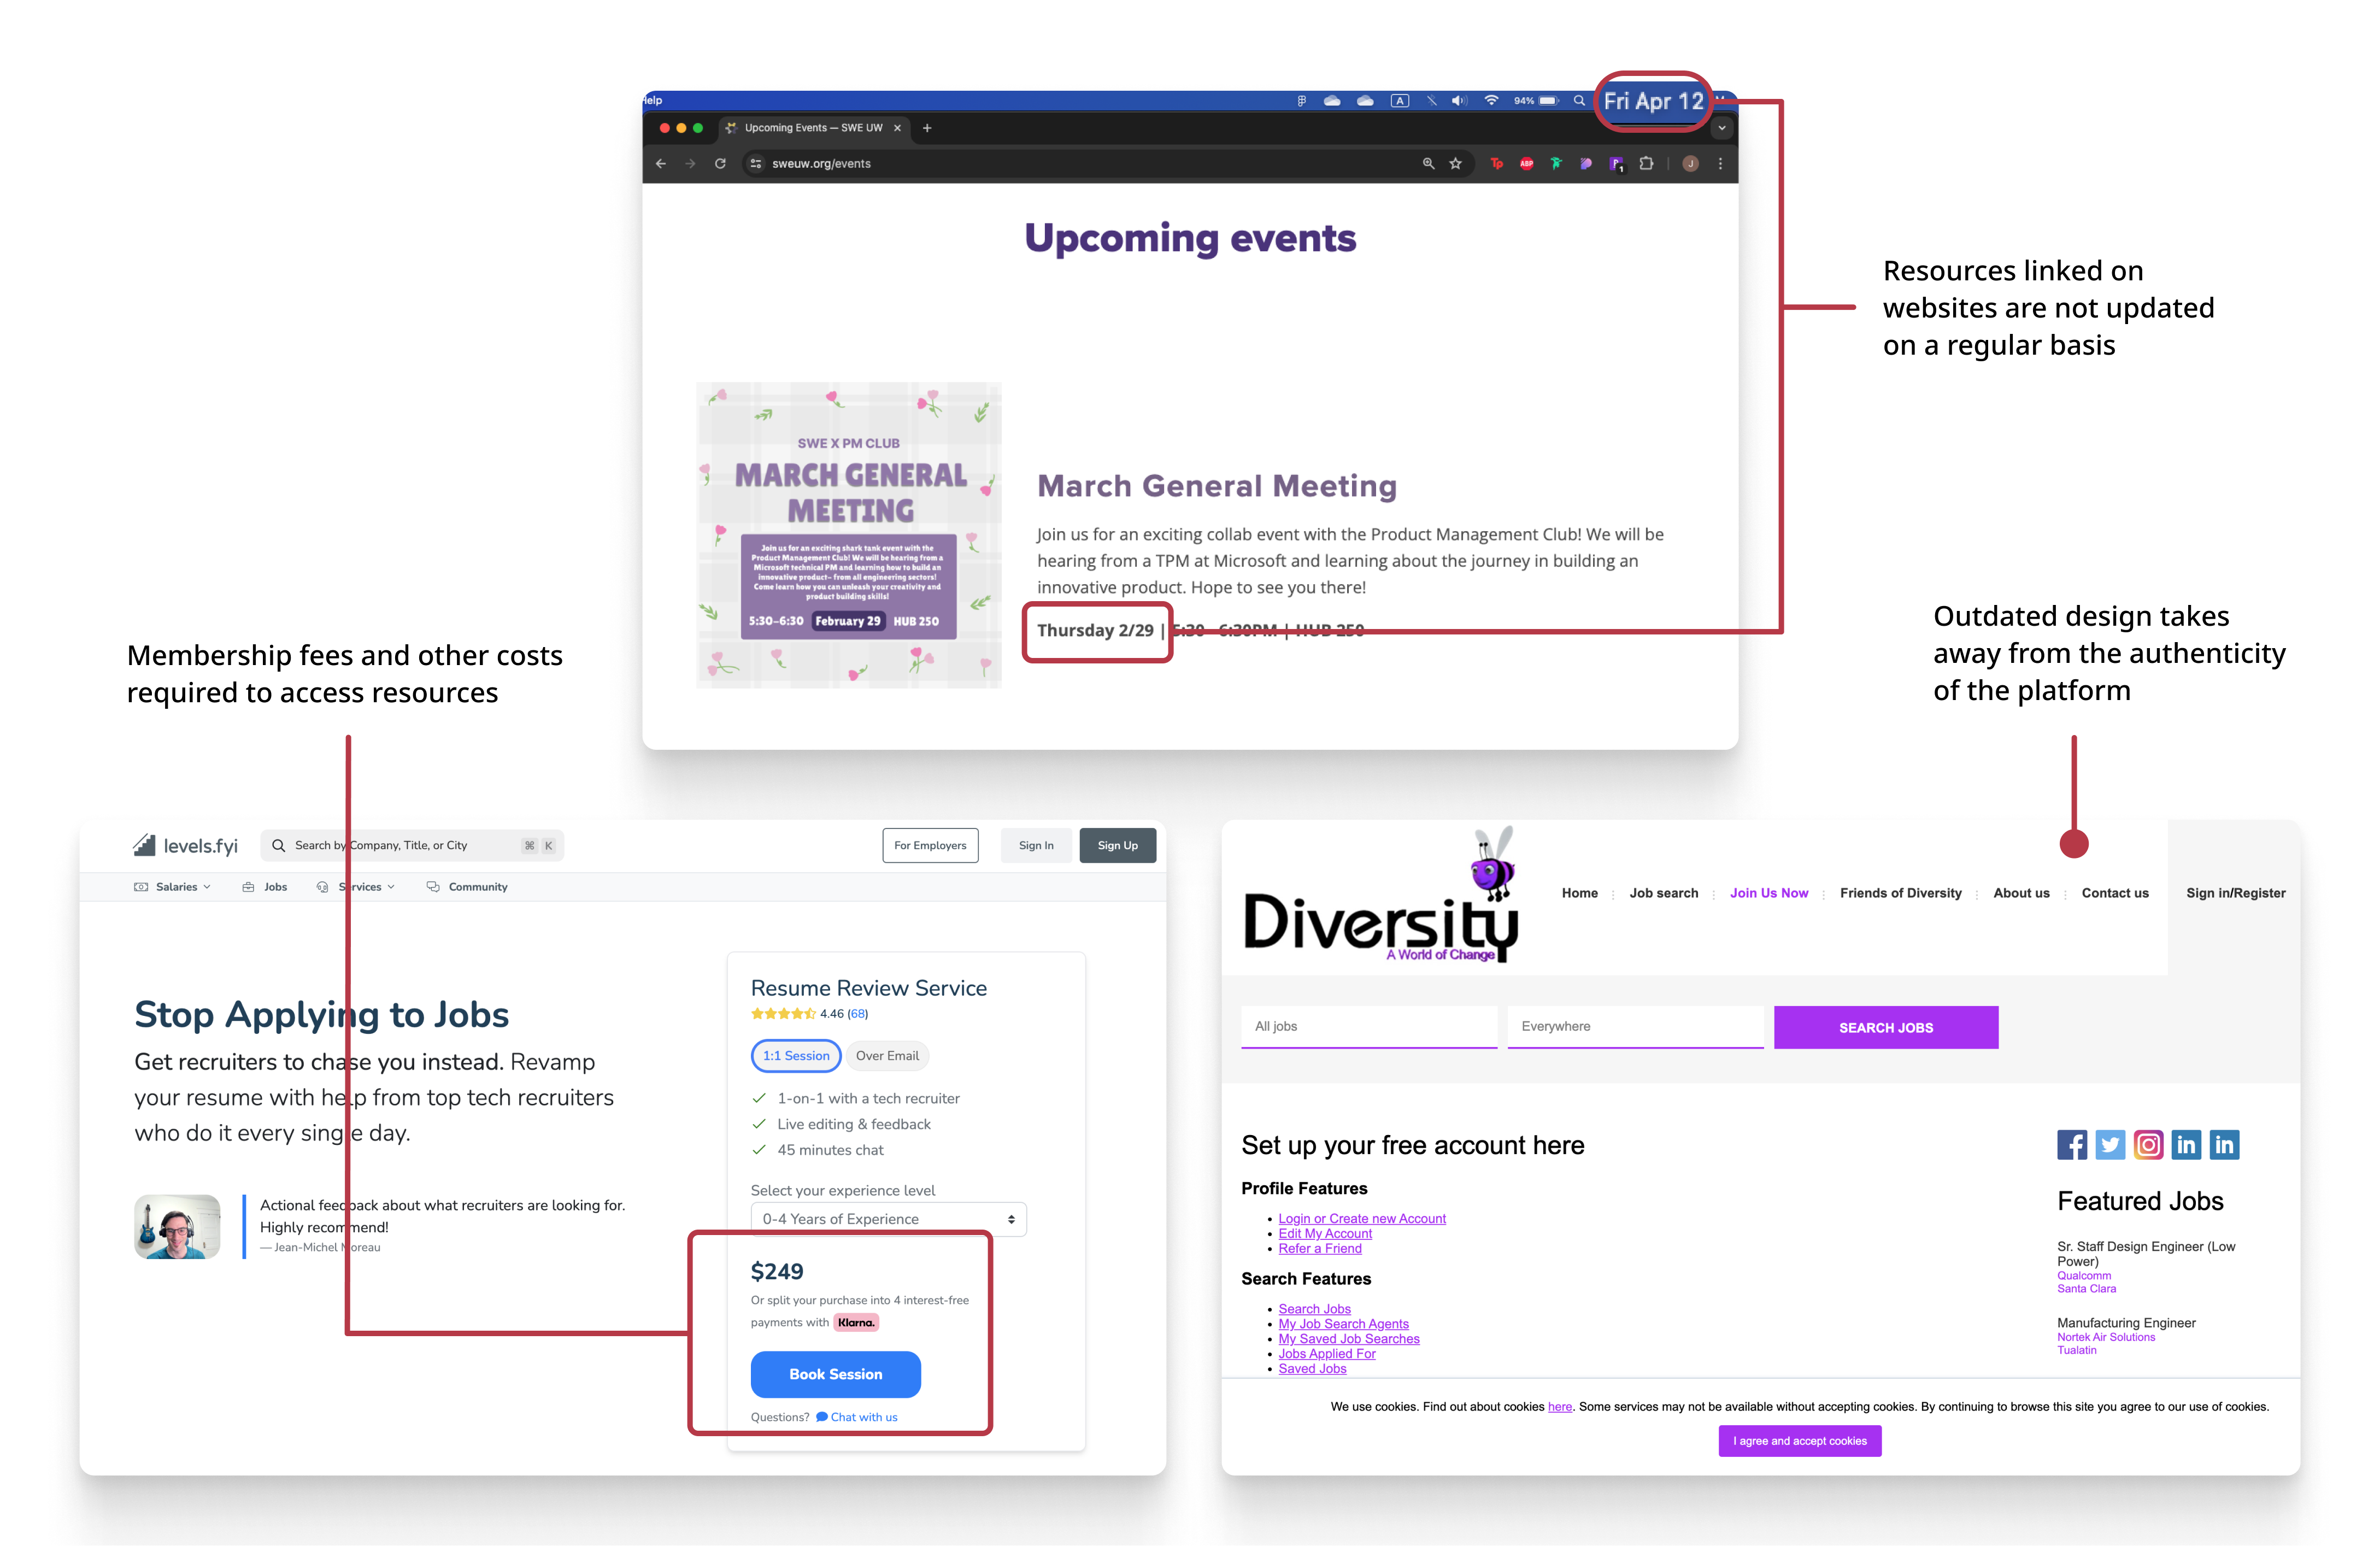 Help
A
94%
Fri Apr 12
Upcoming Events — SWE UW
sweuw.org/events
Tp
ABP
1
J
Upcoming events
SWE X PM CLUB
MARCH GENERAL
MEETING
Join us for an exciting shark tank event with the
Product Management Club! We will be hearing from a
Microsoft technical PM and learning how to build an
innovative product– from all engineering sectors!
Come learn how you can unleash your creativity and
product building skills!
5:30–6:30 February 29 HUB 250
March General Meeting
Join us for an exciting collab event with the Product Management Club! We will be
hearing from a TPM at Microsoft and learning about the journey in building an
innovative product. Hope to see you there!
Thursday 2/29 | 5:30 - 6:30PM | HUB 250
Resources linked on
websites are not updated
on a regular basis
Membership fees and other costs
required to access resources
Outdated design takes
away from the authenticity
of the platform
levels.fyi
Search by Company, Title, or City
⌘ K
For Employers
Sign In
Sign Up
Salaries
Jobs
Services
Community
Stop Applying to Jobs
Get recruiters to chase you instead. Revamp
your resume with help from top tech recruiters
who do it every single day.
Actional feedback about what recruiters are looking for.
Highly recommend!
— Jean-Michel Moreau
Resume Review Service
4.46 (68)
1:1 Session
Over Email
1-on-1 with a tech recruiter
Live editing & feedback
45 minutes chat
Select your experience level
0-4 Years of Experience
$249
Or split your purchase into 4 interest-free
payments with Klarna.
Book Session
Questions? Chat with us
Diversity
A World of Change
Home
Job search
Join Us Now
Friends of Diversity
About us
Contact us
Sign in/Register
All jobs
Everywhere
SEARCH JOBS
Set up your free account here
Profile Features
Login or Create new Account
Edit My Account
Refer a Friend
Search Features
Search Jobs
My Job Search Agents
My Saved Job Searches
Jobs Applied For
Saved Jobs
f
in
in
Featured Jobs
Sr. Staff Design Engineer (Low
Power)
Qualcomm
Santa Clara
Manufacturing Engineer
Nortek Air Solutions
Tualatin
We use cookies. Find out about cookies here. Some services may not be available without accepting cookies. By continuing to browse this site you agree to our use of cookies.
I agree and accept cookies